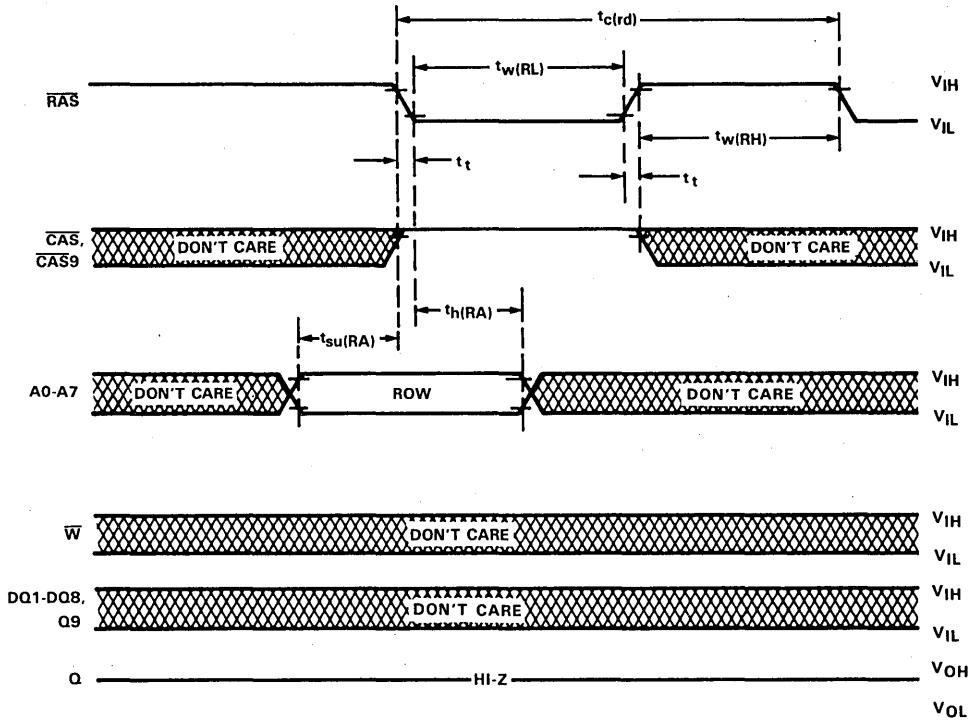 tc(rd)
tw(RL)
RAS
VIH
VIL
tw(RH)
tt
tt
CAS,
CAS9
DON'T CARE
DON'T CARE
VIH
VIL
th(RA)
tsu(RA)
A0-A7
DON'T CARE
ROW
DON'T CARE
VIH
VIL
W
DON'T CARE
VIH
VIL
DQ1-DQ8,
Q9
DON'T CARE
VIH
VIL
Q
HI-Z
VOH
VOL